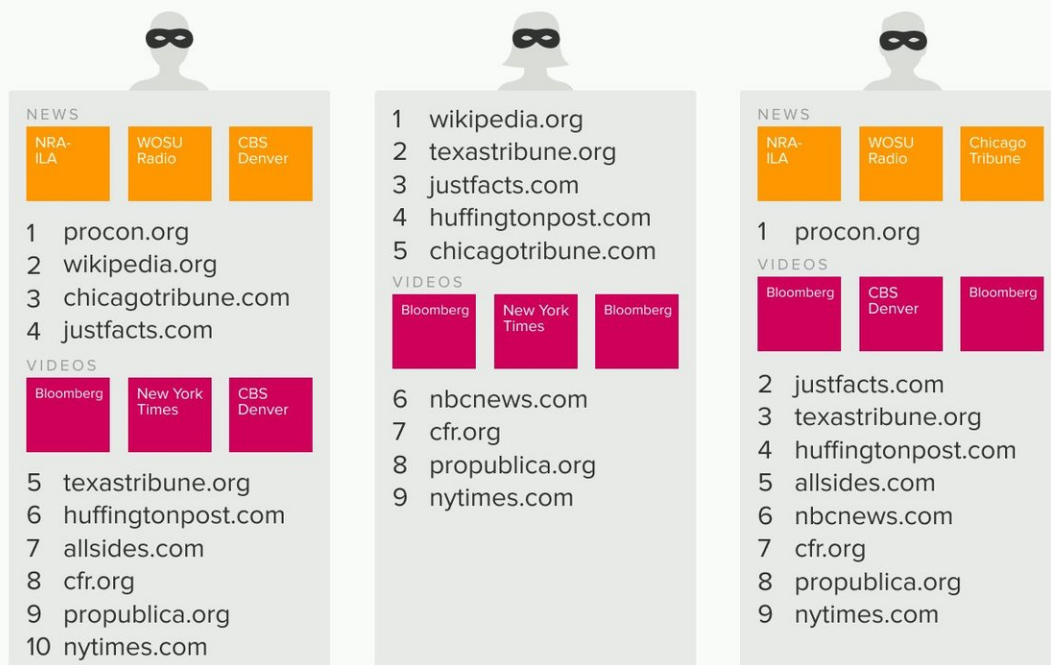 NEWS
NRA-
ILA
WOSU
Radio
CBS
Denver
1 procon.org
2 wikipedia.org
3 chicagotribune.com
4 justfacts.com
VIDEOS
Bloomberg
New York
Times
CBS
Denver
5 texastribune.org
6 huffingtonpost.com
7 allsides.com
8 cfr.org
9 propublica.org
10 nytimes.com
1 wikipedia.org
2 texastribune.org
3 justfacts.com
4 huffingtonpost.com
5 chicagotribune.com
VIDEOS
Bloomberg
New York
Times
Bloomberg
6 nbcnews.com
7 cfr.org
8 propublica.org
9 nytimes.com
NEWS
NRA-
ILA
WOSU
Radio
Chicago
Tribune
1 procon.org
VIDEOS
Bloomberg
CBS
Denver
Bloomberg
2 justfacts.com
3 texastribune.org
4 huffingtonpost.com
5 allsides.com
6 nbcnews.com
7 cfr.org
8 propublica.org
9 nytimes.com